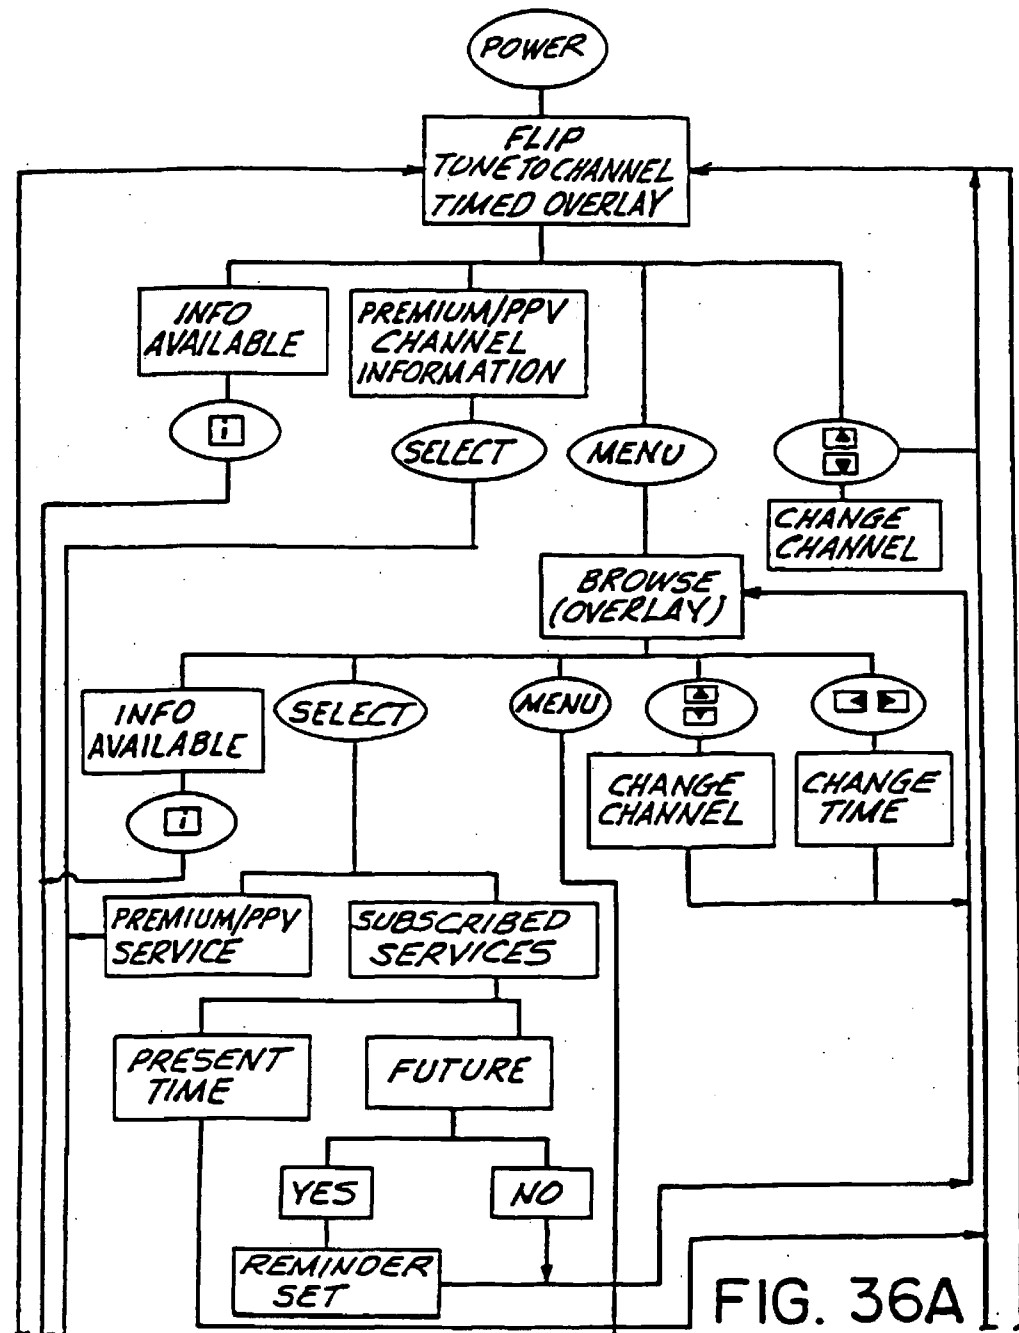 POWER
FLIP
TUNE TO CHANNEL
TIMED OVERLAY
INFO
AVAILABLE
PREMIUM/PPV
CHANNEL
INFORMATION
i
SELECT
MENU
CHANGE
CHANNEL
BROWSE
(OVERLAY)
INFO
AVAILABLE
SELECT
MENU
CHANGE
CHANNEL
CHANGE
TIME
i
PREMIUM/PPV
SERVICE
SUBSCRIBED
SERVICES
PRESENT
TIME
FUTURE
YES
NO
REMINDER
SET
FIG. 36A